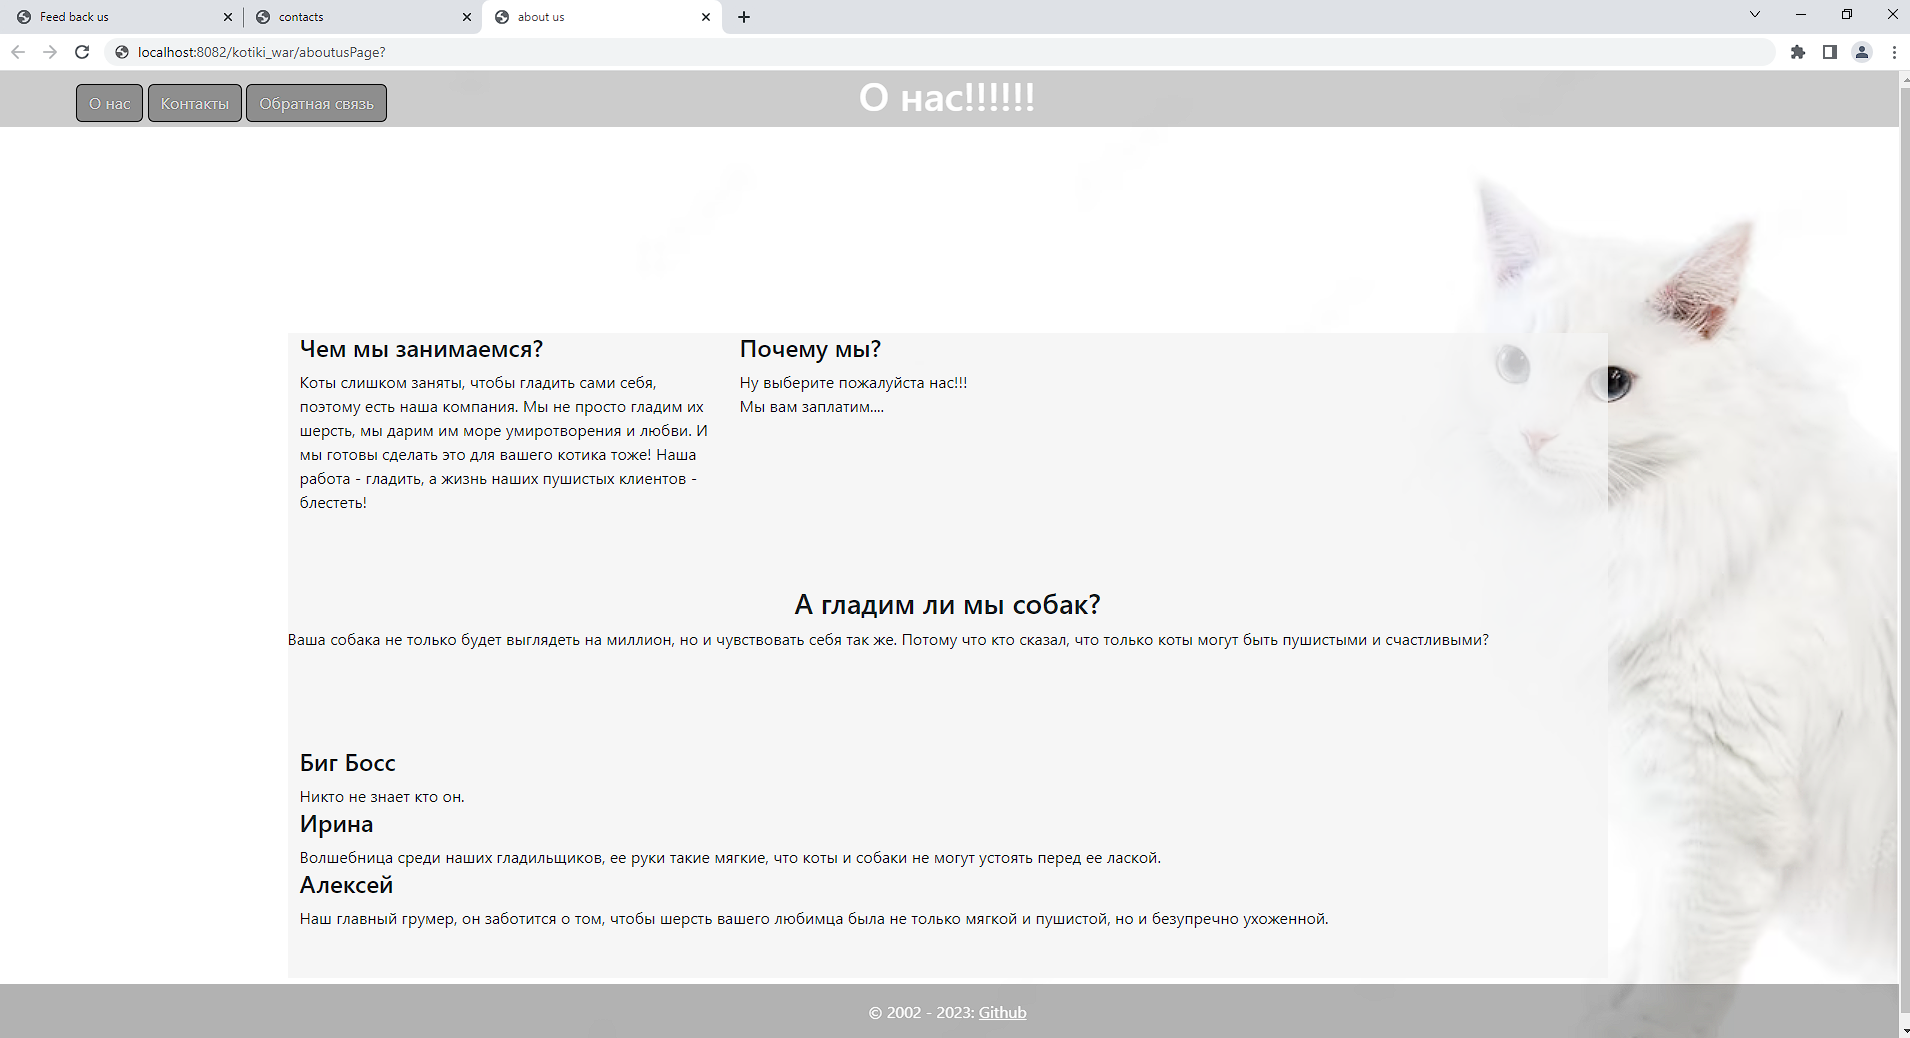 Feed back us
contacts
about us
localhost:8082/kotiki_war/aboutusPage?
О нас
Контакты
Обратная связь
О нас!!!!!!
Чем мы занимаемся?
Коты слишком заняты, чтобы гладить сами себя,
поэтому есть наша компания. Мы не просто гладим их
шерсть, мы дарим им море умиротворения и любви. И
мы готовы сделать это для вашего котика тоже! Наша
работа - гладить, а жизнь наших пушистых клиентов -
блестеть!
Почему мы?
Ну выберите пожалуйста нас!!!
Мы вам заплатим....
А гладим ли мы собак?
Ваша собака не только будет выглядеть на миллион, но и чувствовать себя так же. Потому что кто сказал, что только коты могут быть пушистыми и счастливыми?
Биг Босс
Никто не знает кто он.
Ирина
Волшебница среди наших гладильщиков, ее руки такие мягкие, что коты и собаки не могут устоять перед ее лаской.
Алексей
Наш главный грумер, он заботится о том, чтобы шерсть вашего любимца была не только мягкой и пушистой, но и безупречно ухоженной.
© 2002 - 2023: Github